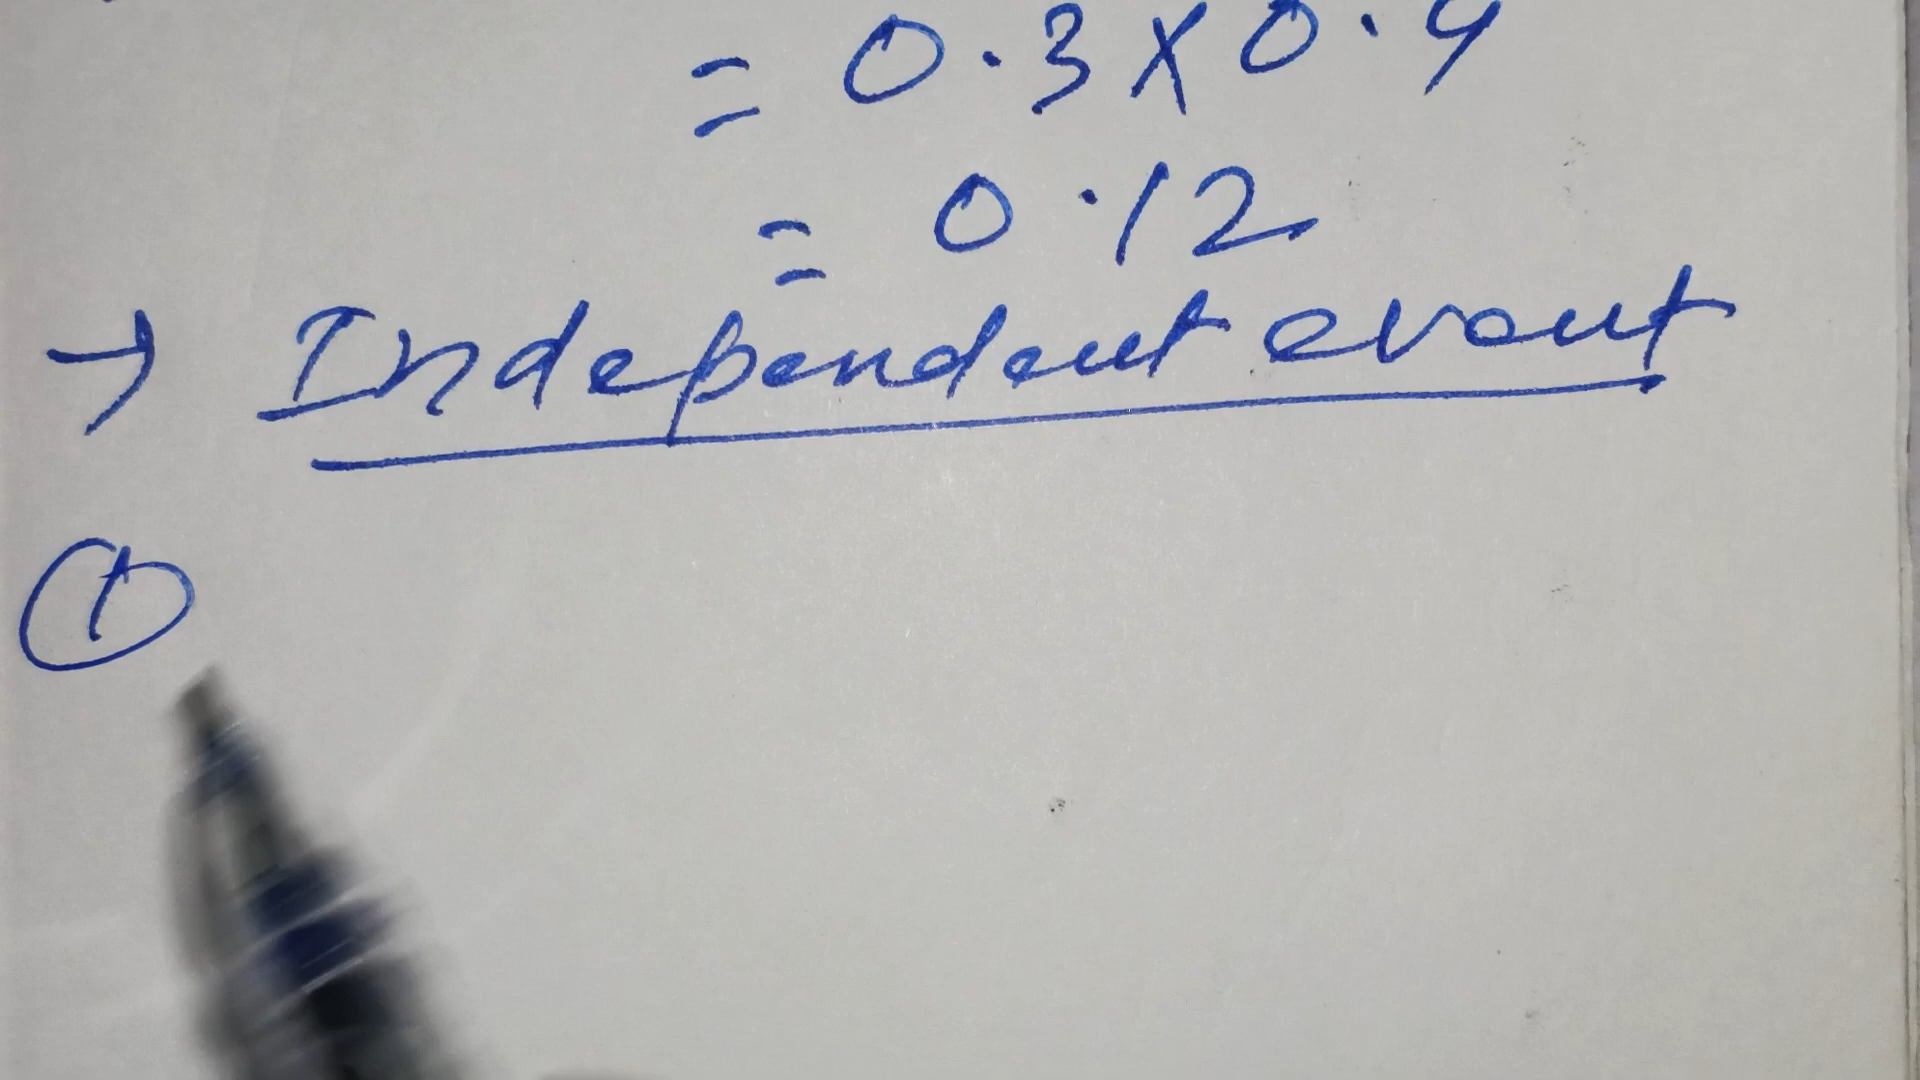 = 0.3 X 0.4
= 0.12
→ Independent event
①